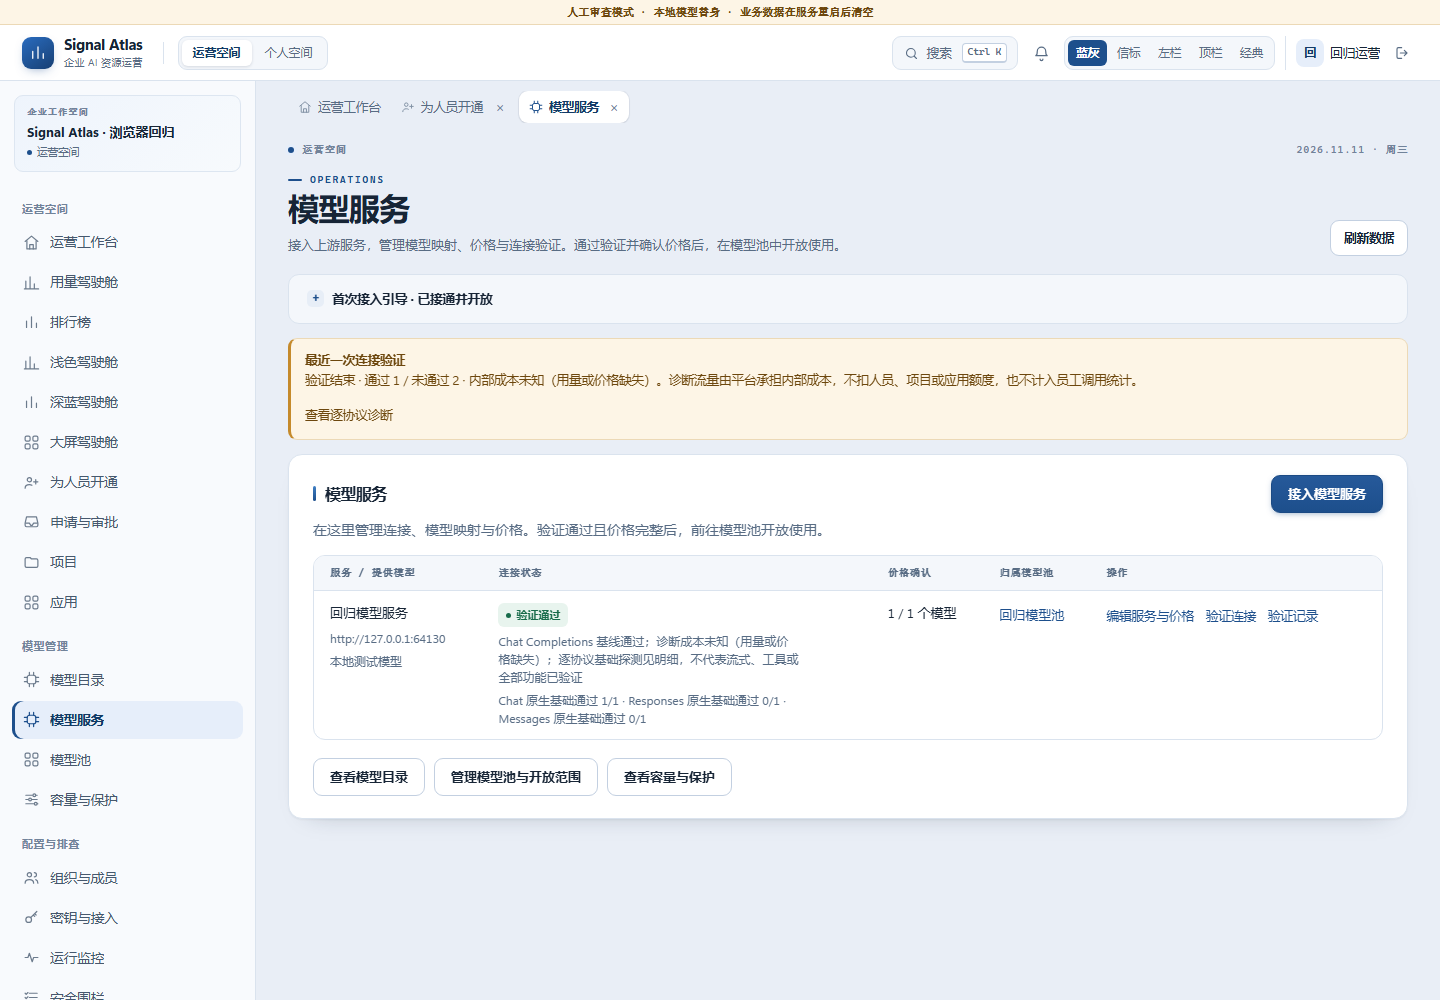 人工审查模式 · 本地模型替身 · 业务数据在服务重启后清空
Signal Atlas
企业 AI 资源运营
运营空间 个人空间
搜索 Ctrl K
蓝灰 信标 左栏 顶栏 经典
回 回归运营
企业工作空间
Signal Atlas · 浏览器回归
运营空间
运营空间
运营工作台
用量驾驶舱
排行榜
浅色驾驶舱
深蓝驾驶舱
大屏驾驶舱
为人员开通
申请与审批
项目
应用
模型管理
模型目录
模型服务
模型池
容量与保护
配置与排查
组织与成员
密钥与接入
运行监控
安全围栏
运营工作台 为人员开通 × 模型服务 ×
运营空间
2026.11.11 · 周三
OPERATIONS
模型服务
接入上游服务，管理模型映射、价格与连接验证。通过验证并确认价格后，在模型池中开放使用。
刷新数据
+ 首次接入引导 · 已接通并开放
最近一次连接验证
验证结束 · 通过 1 / 未通过 2 · 内部成本未知（用量或价格缺失）。诊断流量由平台承担内部成本，不扣人员、项目或应用额度，也不计入员工调用统计。
查看逐协议诊断
模型服务
接入模型服务
在这里管理连接、模型映射与价格。验证通过且价格完整后，前往模型池开放使用。
服务 / 提供模型 连接状态 价格确认 归属模型池 操作
回归模型服务
http://127.0.0.1:64130
本地测试模型
验证通过
Chat Completions 基线通过；诊断成本未知（用量或价
格缺失）；逐协议基础探测见明细，不代表流式、工具或
全部功能已验证
Chat 原生基础通过 1/1 · Responses 原生基础通过 0/1 ·
Messages 原生基础通过 0/1
1 / 1 个模型
回归模型池
编辑服务与价格 验证连接 验证记录
查看模型目录 管理模型池与开放范围 查看容量与保护